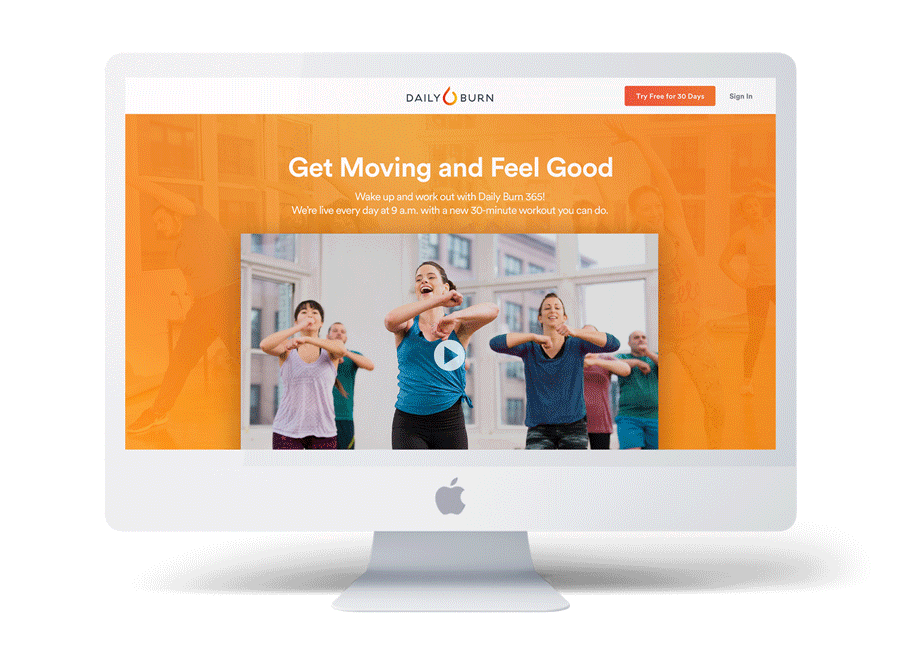 DAILY BURN
Try Free for 30 Days
Sign In
Get Moving and Feel Good
Wake up and work out with Daily Burn 365!
We're live every day at 9 a.m. with a new 30-minute workout you can do.